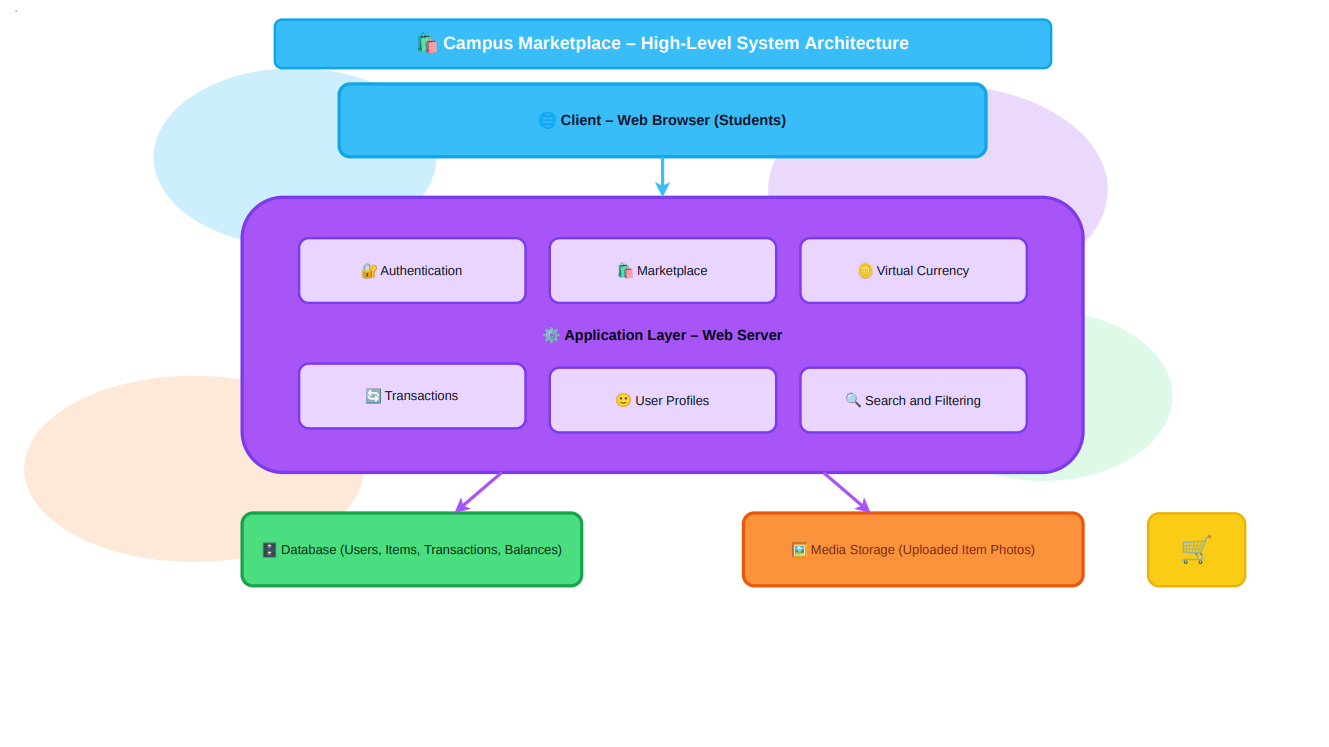 .
🛍️ Campus Marketplace – High-Level System Architecture
🌐 Client – Web Browser (Students)
🔐 Authentication
🛍️ Marketplace
🪙 Virtual Currency
⚙️ Application Layer – Web Server
🔄 Transactions
🙂 User Profiles
🔍 Search and Filtering
🗄️ Database (Users, Items, Transactions, Balances)
🖼️ Media Storage (Uploaded Item Photos)
🛒